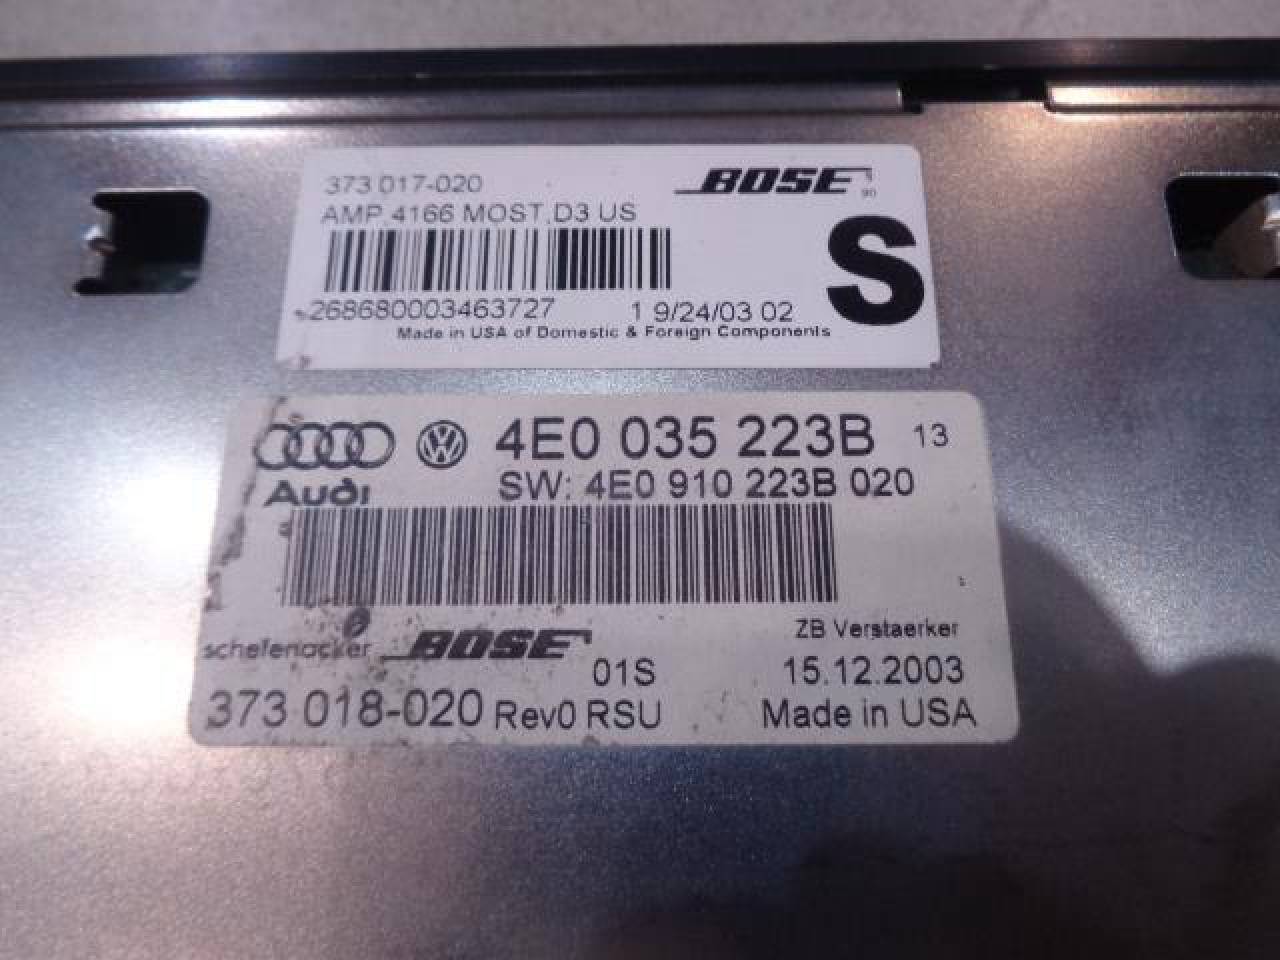 373 017-020
BOSE
AMP 4166 MOST,D3 US
S
268680003463727 1 9/24/03 02
Made in USA of Domestic & Foreign Components
4E0 035 223B 13
Audi SW: 4E0 910 223B 020
ZB Verstaerker
schefenacker BOSE 01S 15.12.2003
373 018-020 Rev0 RSU Made in USA